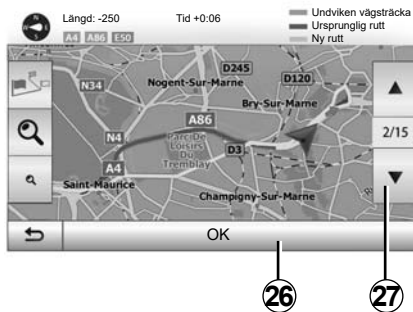 Längd: -250 Tid +0:06
Undviken vägsträcka
Ursprunglig rutt
Ny rutt
A4 A86 E50
D245
N34
D120
Nogent-Sur-Marne
Bry-Sur-Marne
A86
2/15
N4
Parc De
Loisirs
Du
Tremblay
D3
A4
Saint-Maurice
Champigny-Sur-Marne
OK
26 27